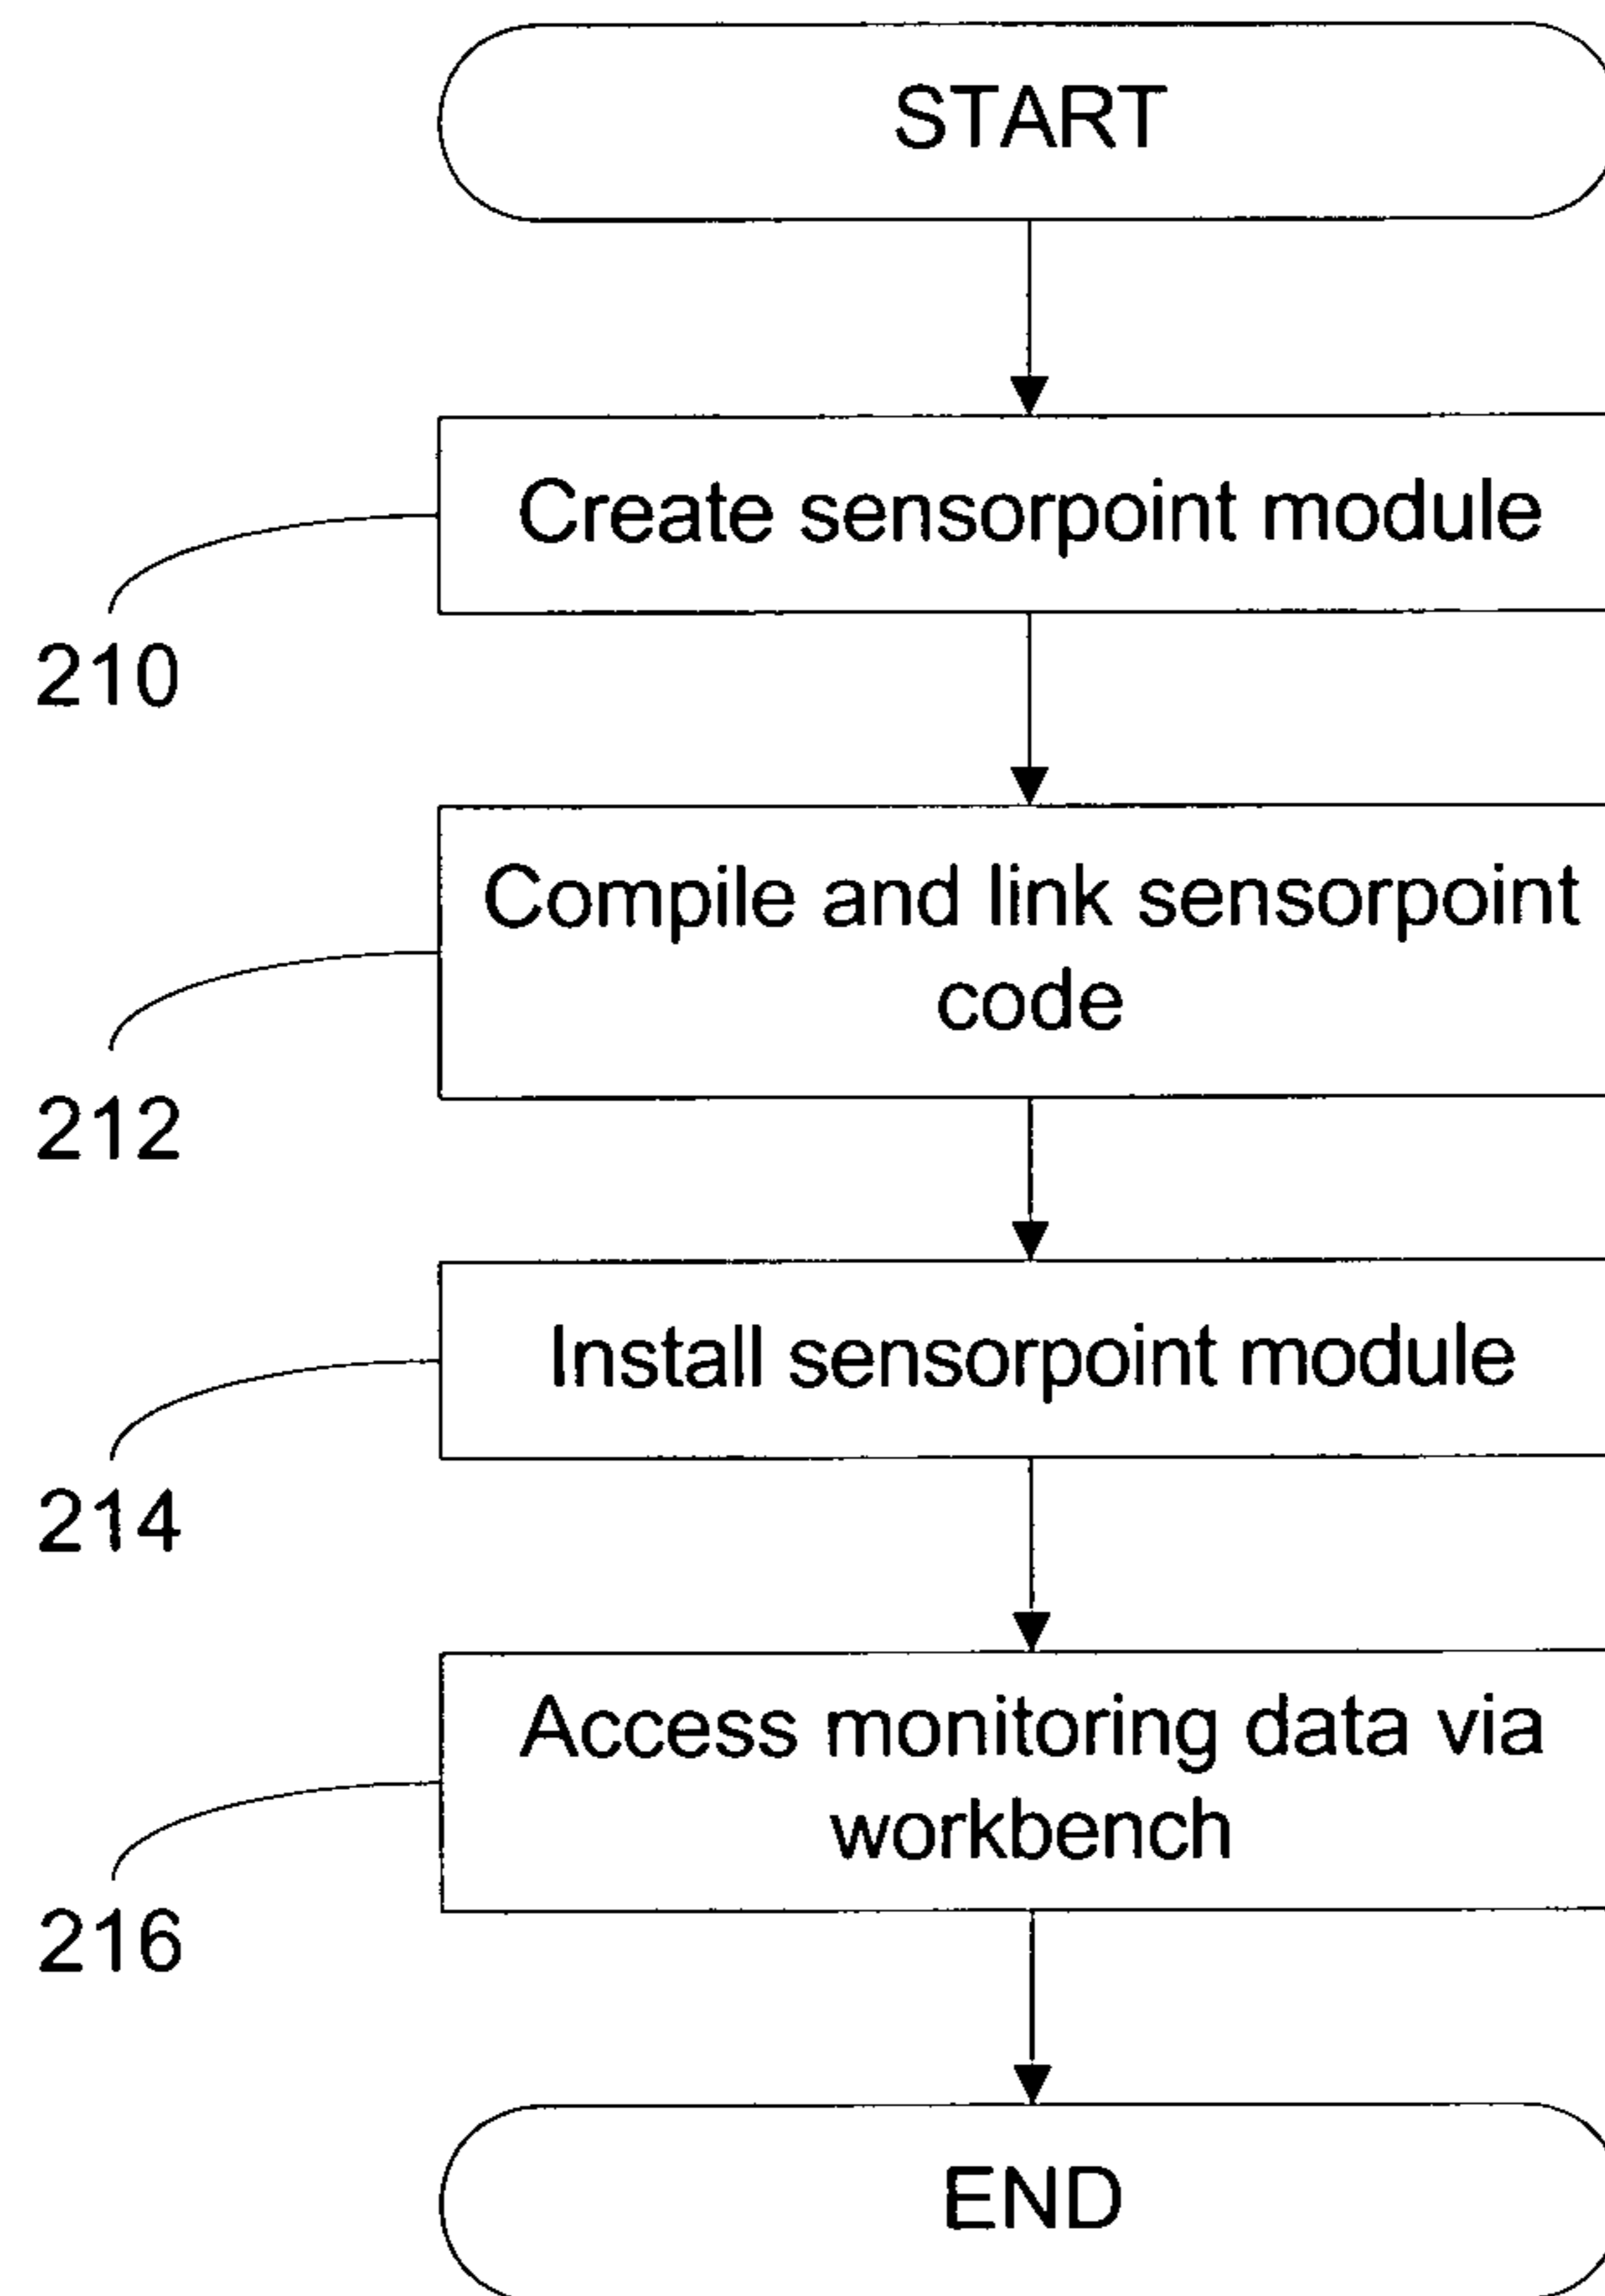 START
Create sensorpoint module
210
Compile and link sensorpoint
code
212
Install sensorpoint module
214
Access monitoring data via
workbench
216
END